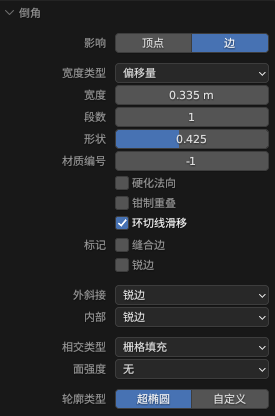 倒角
影响 顶点 边
宽度类型 偏移量
宽度 0.335 m
段数 1
形状 0.425
材质编号 -1
硬化法向
钳制重叠
环切线滑移
标记 缝合边
锐边
外斜接 锐边
内部 锐边
相交类型 栅格填充
面强度 无
轮廓类型 超椭圆 自定义